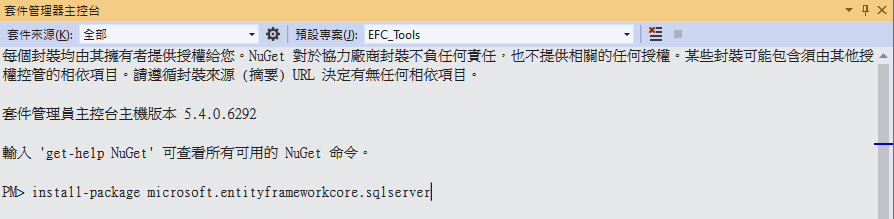 套件管理器主控台
套件來源(K): 全部 預設專案(J): EFC_Tools
每個封裝均由其擁有者提供授權給您。NuGet 對於協力廠商封裝不負任何責任，也不提供相關的任何授權。某些封裝可能包含須由其他授
權控管的相依項目。請遵循封裝來源 (摘要) URL 決定有無任何相依項目。
套件管理員主控台主機版本 5.4.0.6292
輸入 'get-help NuGet' 可查看所有可用的 NuGet 命令。
PM> install-package microsoft.entityframeworkcore.sqlserver